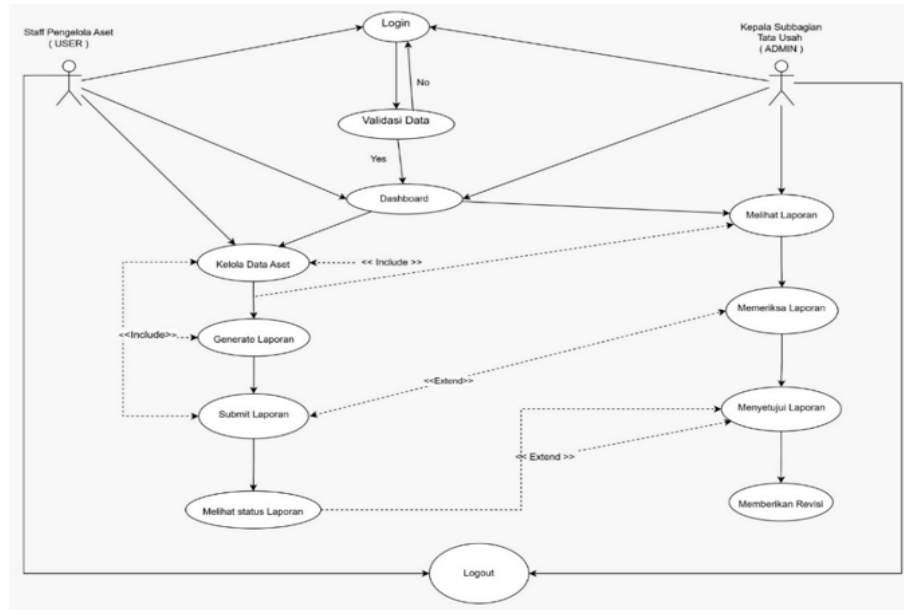 Staff Pengelola Aset
( USER )
Login
Kepala Subbagian
Tata Usah
( ADMIN )
No
Validasi Data
Yes
Dashboard
Melihat Laporan
Kelola Data Aset
<< Include >>
Memeriksa Laporan
<<Include>>
Generate Laporan
<<Extend>>
Submit Laporan
Menyetujui Laporan
<< Extend >>
Melihat status Laporan
Memberikan Revisi
Logout